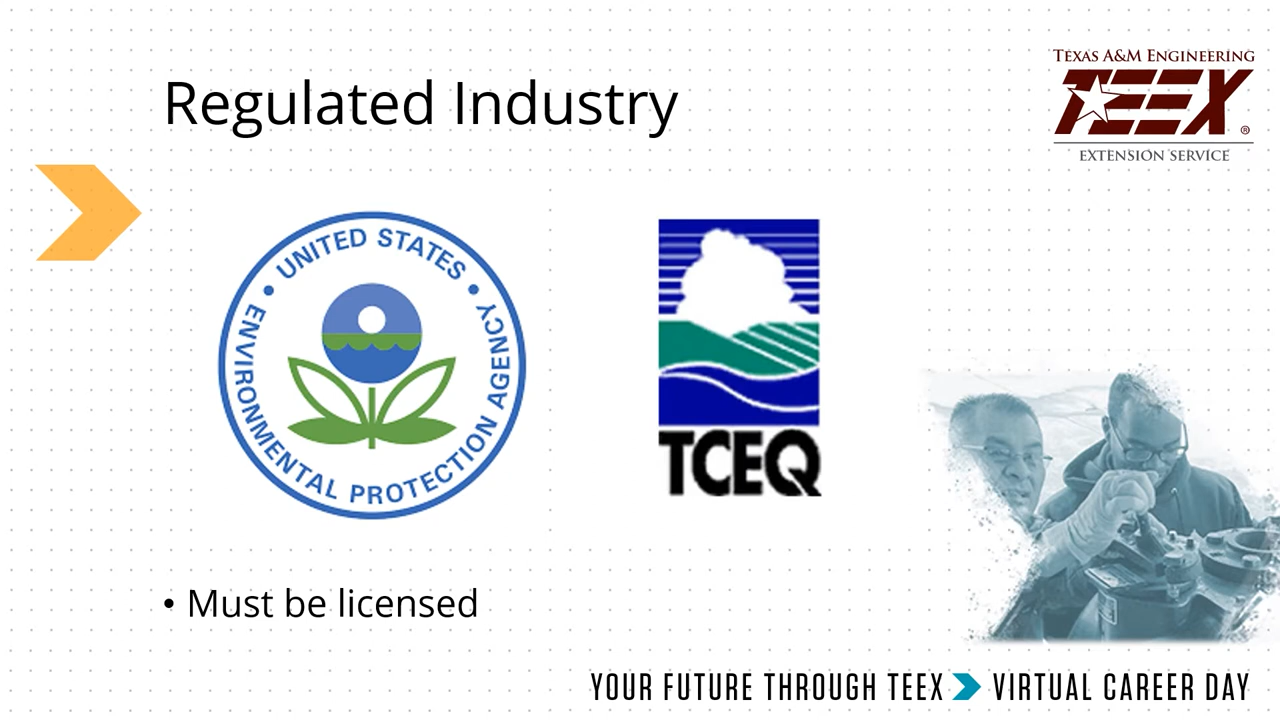 TEXAS A&M ENGINEERING
TEEX®
EXTENSION SERVICE
Regulated Industry
UNITED STATES
• ENVIRONMENTAL PROTECTION AGENCY •
TCEQ
• Must be licensed
YOUR FUTURE THROUGH TEEX VIRTUAL CAREER DAY